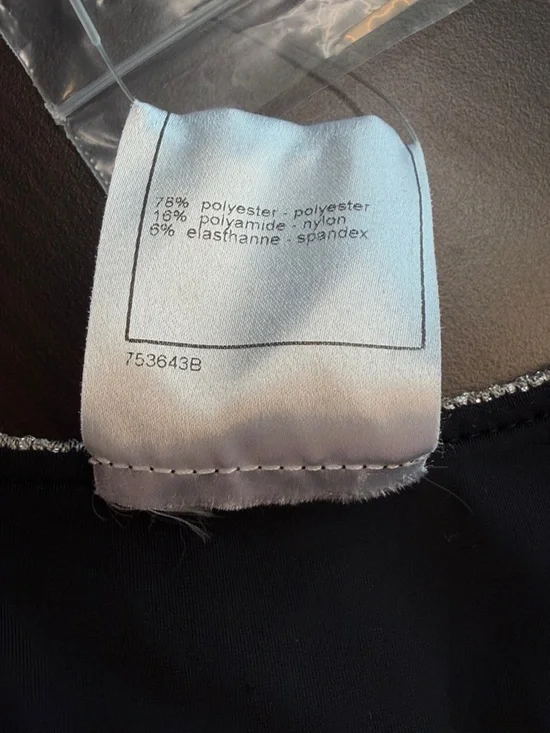 78% polyester - polyester
16% polyamide - nylon
6% elasthanne - spandex
753643B